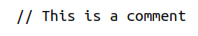 // This is a comment